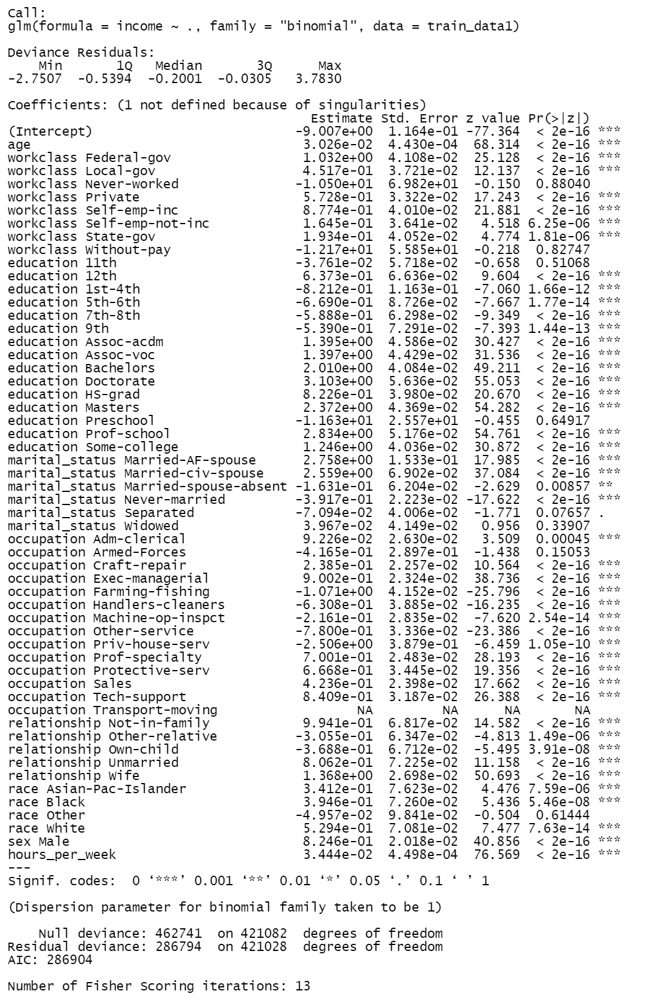 Call:
glm(formula = income ~ ., family = "binomial", data = train_data1)
Deviance Residuals:
    Min       1Q   Median       3Q      Max
-2.7507  -0.5394  -0.2001  -0.0305   3.7830
Coefficients: (1 not defined because of singularities)
                                       Estimate Std. Error z value Pr(>|z|)
(Intercept)                          -9.007e+00  1.164e-01 -77.364  < 2e-16 ***
age                                   3.026e-02  4.430e-04  68.314  < 2e-16 ***
workclass Federal-gov                 1.032e+00  4.108e-02  25.128  < 2e-16 ***
workclass Local-gov                   4.517e-01  3.721e-02  12.137  < 2e-16 ***
workclass Never-worked               -1.050e+01  6.982e+01  -0.150  0.88040
workclass Private                     5.728e-01  3.322e-02  17.243  < 2e-16 ***
workclass Self-emp-inc                8.774e-01  4.010e-02  21.881  < 2e-16 ***
workclass Self-emp-not-inc            1.645e-01  3.641e-02   4.518 6.25e-06 ***
workclass State-gov                   1.934e-01  4.052e-02   4.774 1.81e-06 ***
workclass Without-pay                -1.217e+01  5.585e+01  -0.218  0.82747
education 11th                       -3.761e-02  5.718e-02  -0.658  0.51068
education 12th                        6.373e-01  6.636e-02   9.604  < 2e-16 ***
education 1st-4th                    -8.212e-01  1.163e-01  -7.060 1.66e-12 ***
education 5th-6th                    -6.690e-01  8.726e-02  -7.667 1.77e-14 ***
education 7th-8th                    -5.888e-01  6.298e-02  -9.349  < 2e-16 ***
education 9th                        -5.390e-01  7.291e-02  -7.393 1.44e-13 ***
education Assoc-acdm                  1.395e+00  4.586e-02  30.427  < 2e-16 ***
education Assoc-voc                   1.397e+00  4.429e-02  31.536  < 2e-16 ***
education Bachelors                   2.010e+00  4.084e-02  49.211  < 2e-16 ***
education Doctorate                   3.103e+00  5.636e-02  55.053  < 2e-16 ***
education HS-grad                     8.226e-01  3.980e-02  20.670  < 2e-16 ***
education Masters                     2.372e+00  4.369e-02  54.282  < 2e-16 ***
education Preschool                  -1.163e+01  2.557e+01  -0.455  0.64917
education Prof-school                 2.834e+00  5.176e-02  54.761  < 2e-16 ***
education Some-college                1.246e+00  4.036e-02  30.872  < 2e-16 ***
marital_status Married-AF-spouse      2.758e+00  1.533e-01  17.985  < 2e-16 ***
marital_status Married-civ-spouse     2.559e+00  6.902e-02  37.084  < 2e-16 ***
marital_status Married-spouse-absent -1.631e-01  6.204e-02  -2.629  0.00857 **
marital_status Never-married         -3.917e-01  2.223e-02 -17.622  < 2e-16 ***
marital_status Separated             -7.094e-02  4.006e-02  -1.771  0.07657 .
marital_status Widowed                3.967e-02  4.149e-02   0.956  0.33907
occupation Adm-clerical               9.226e-02  2.630e-02   3.509  0.00045 ***
occupation Armed-Forces              -4.165e-01  2.897e-01  -1.438  0.15053
occupation Craft-repair               2.385e-01  2.257e-02  10.564  < 2e-16 ***
occupation Exec-managerial            9.002e-01  2.324e-02  38.736  < 2e-16 ***
occupation Farming-fishing           -1.071e+00  4.152e-02 -25.796  < 2e-16 ***
occupation Handlers-cleaners         -6.308e-01  3.885e-02 -16.235  < 2e-16 ***
occupation Machine-op-inspct         -2.161e-01  2.835e-02  -7.620 2.54e-14 ***
occupation Other-service             -7.800e-01  3.336e-02 -23.386  < 2e-16 ***
occupation Priv-house-serv           -2.506e+00  3.879e-01  -6.459 1.05e-10 ***
occupation Prof-specialty             7.001e-01  2.483e-02  28.193  < 2e-16 ***
occupation Protective-serv            6.668e-01  3.445e-02  19.356  < 2e-16 ***
occupation Sales                      4.236e-01  2.398e-02  17.662  < 2e-16 ***
occupation Tech-support               8.409e-01  3.187e-02  26.388  < 2e-16 ***
occupation Transport-moving                  NA         NA      NA       NA
relationship Not-in-family            9.941e-01  6.817e-02  14.582  < 2e-16 ***
relationship Other-relative          -3.055e-01  6.347e-02  -4.813 1.49e-06 ***
relationship Own-child               -3.688e-01  6.712e-02  -5.495 3.91e-08 ***
relationship Unmarried                8.062e-01  7.225e-02  11.158  < 2e-16 ***
relationship Wife                     1.368e+00  2.698e-02  50.693  < 2e-16 ***
race Asian-Pac-Islander               3.412e-01  7.623e-02   4.476 7.59e-06 ***
race Black                            3.946e-01  7.260e-02   5.436 5.46e-08 ***
race Other                           -4.957e-02  9.841e-02  -0.504  0.61444
race White                            5.294e-01  7.081e-02   7.477 7.63e-14 ***
sex Male                              8.246e-01  2.018e-02  40.856  < 2e-16 ***
hours_per_week                        3.444e-02  4.498e-04  76.569  < 2e-16 ***
---
Signif. codes:  0 ‘***’ 0.001 ‘**’ 0.01 ‘*’ 0.05 ‘.’ 0.1 ‘ ’ 1
(Dispersion parameter for binomial family taken to be 1)
    Null deviance: 462741  on 421082  degrees of freedom
Residual deviance: 286794  on 421028  degrees of freedom
AIC: 286904
Number of Fisher Scoring iterations: 13